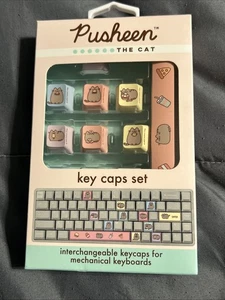 Pusheen
THE CAT
key caps set
interchangeable keycaps for
mechanical keyboards